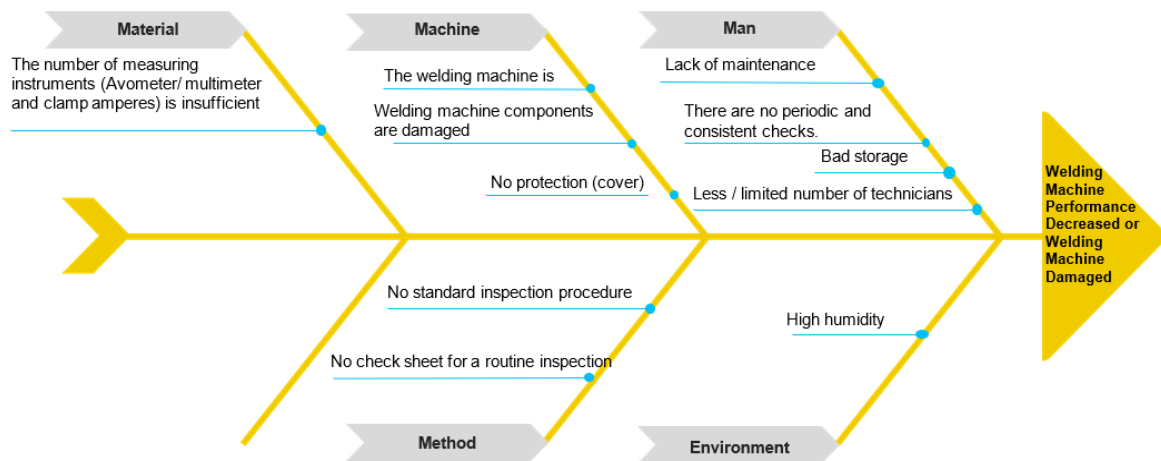 Material
The number of measuring
instruments (Avometer/ multimeter
and clamp amperes) is insufficient
Machine
The welding machine is
Welding machine components
are damaged
No protection (cover)
Man
Lack of maintenance
There are no periodic and
consistent checks.
Bad storage
Less / limited number of technicians
Welding
Machine
Performance
Decreased or
Welding
Machine
Damaged
No standard inspection procedure
No check sheet for a routine inspection
Method
High humidity
Environment